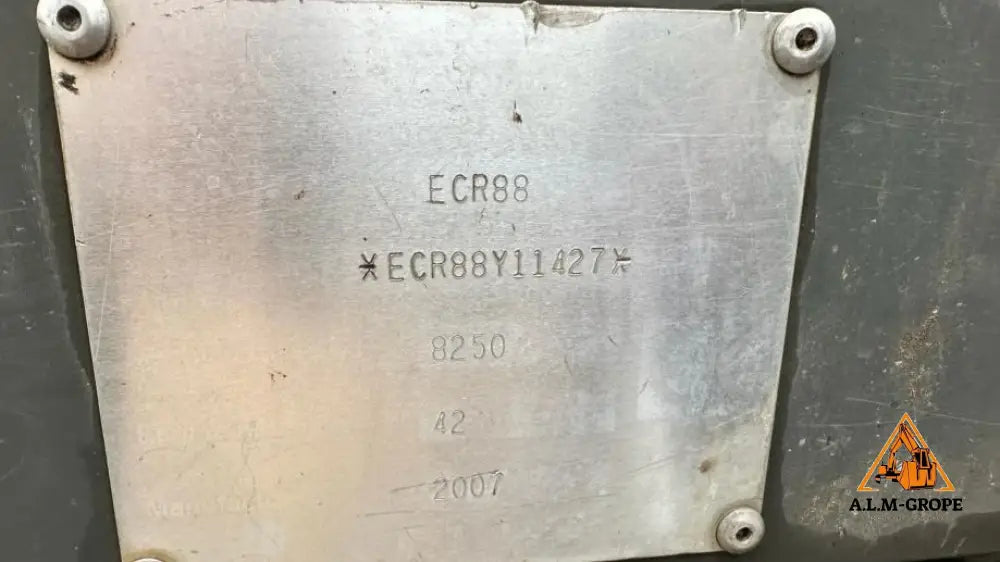 ECR88
*ECR88Y11427*
8250
42
2007
A.L.M-GROPE